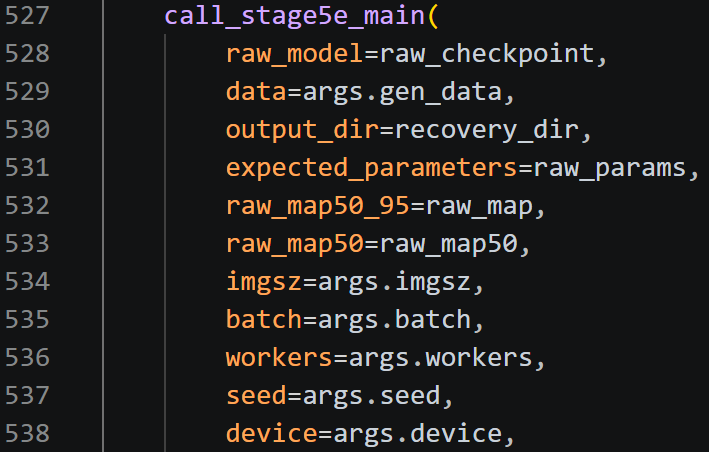 527 call_stage5e_main(
528 raw_model=raw_checkpoint,
529 data=args.gen_data,
530 output_dir=recovery_dir,
531 expected_parameters=raw_params,
532 raw_map50_95=raw_map,
533 raw_map50=raw_map50,
534 imgsz=args.imgsz,
535 batch=args.batch,
536 workers=args.workers,
537 seed=args.seed,
538 device=args.device,